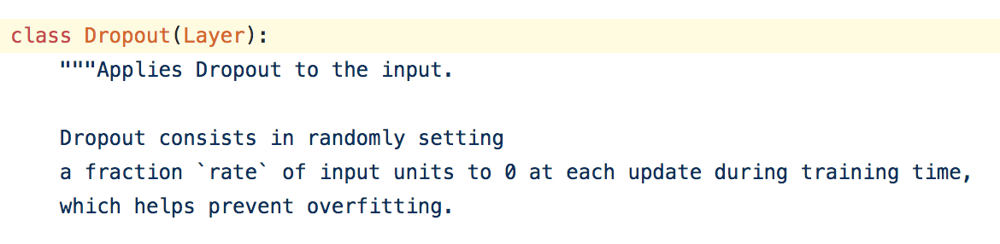 class Dropout(Layer):
    """Applies Dropout to the input.
    Dropout consists in randomly setting
    a fraction `rate` of input units to 0 at each update during training time,
    which helps prevent overfitting.